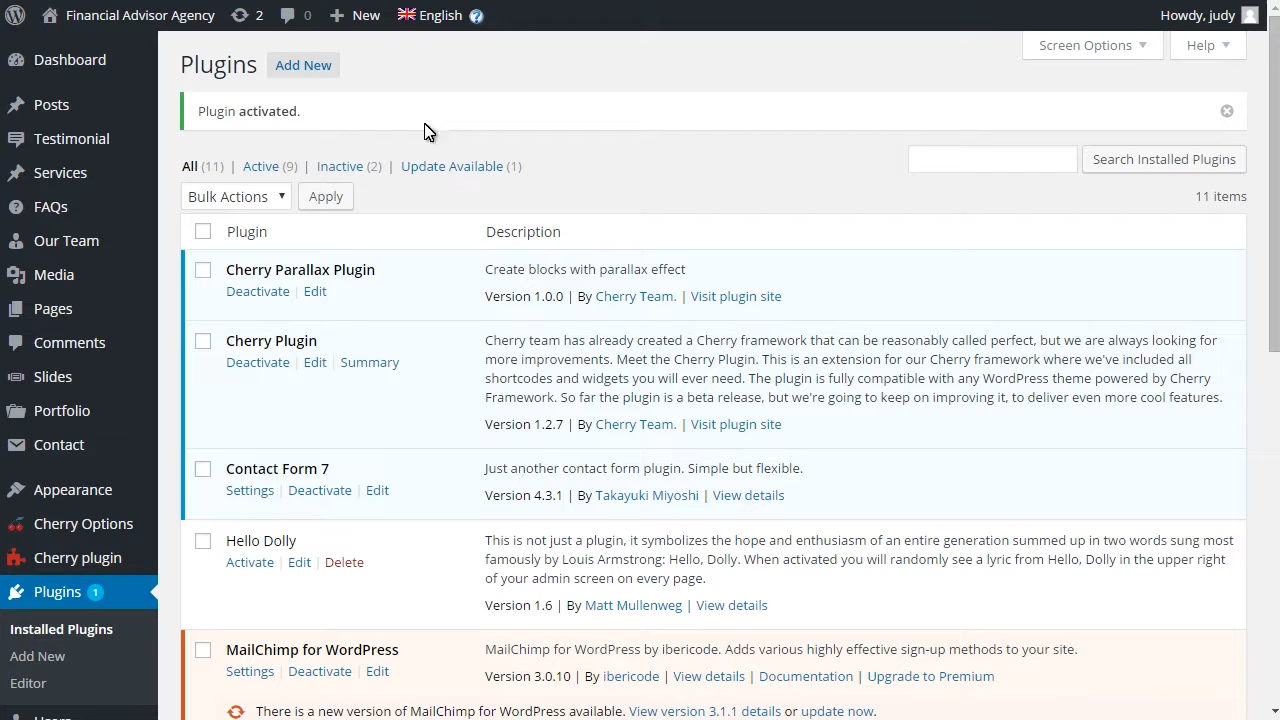 Financial Advisor Agency 2 0 New English ? Howdy, judy
Dashboard
Posts
Testimonial
Services
FAQs
Our Team
Media
Pages
Comments
Slides
Portfolio
Contact
Appearance
Cherry Options
Cherry plugin
Plugins 1
Installed Plugins
Add New
Editor
Screen Options Help
Plugins Add New
Plugin activated.
All (11) | Active (9) | Inactive (2) | Update Available (1)
Search Installed Plugins
Bulk Actions Apply
11 items
Plugin Description
Cherry Parallax Plugin
Deactivate | Edit
Create blocks with parallax effect
Version 1.0.0 | By Cherry Team. | Visit plugin site
Cherry Plugin
Deactivate | Edit | Summary
Cherry team has already created a Cherry framework that can be reasonably called perfect, but we are always looking for
more improvements. Meet the Cherry Plugin. This is an extension for our Cherry framework where we've included all
shortcodes and widgets you will ever need. The plugin is fully compatible with any WordPress theme powered by Cherry
Framework. So far the plugin is a beta release, but we're going to keep on improving it, to deliver even more cool features.
Version 1.2.7 | By Cherry Team. | Visit plugin site
Contact Form 7
Settings | Deactivate | Edit
Just another contact form plugin. Simple but flexible.
Version 4.3.1 | By Takayuki Miyoshi | View details
Hello Dolly
Activate | Edit | Delete
This is not just a plugin, it symbolizes the hope and enthusiasm of an entire generation summed up in two words sung most
famously by Louis Armstrong: Hello, Dolly. When activated you will randomly see a lyric from Hello, Dolly in the upper right
of your admin screen on every page.
Version 1.6 | By Matt Mullenweg | View details
MailChimp for WordPress
Settings | Deactivate | Edit
MailChimp for WordPress by ibericode. Adds various highly effective sign-up methods to your site.
Version 3.0.10 | By ibericode | View details | Documentation | Upgrade to Premium
There is a new version of MailChimp for WordPress available. View version 3.1.1 details or update now.